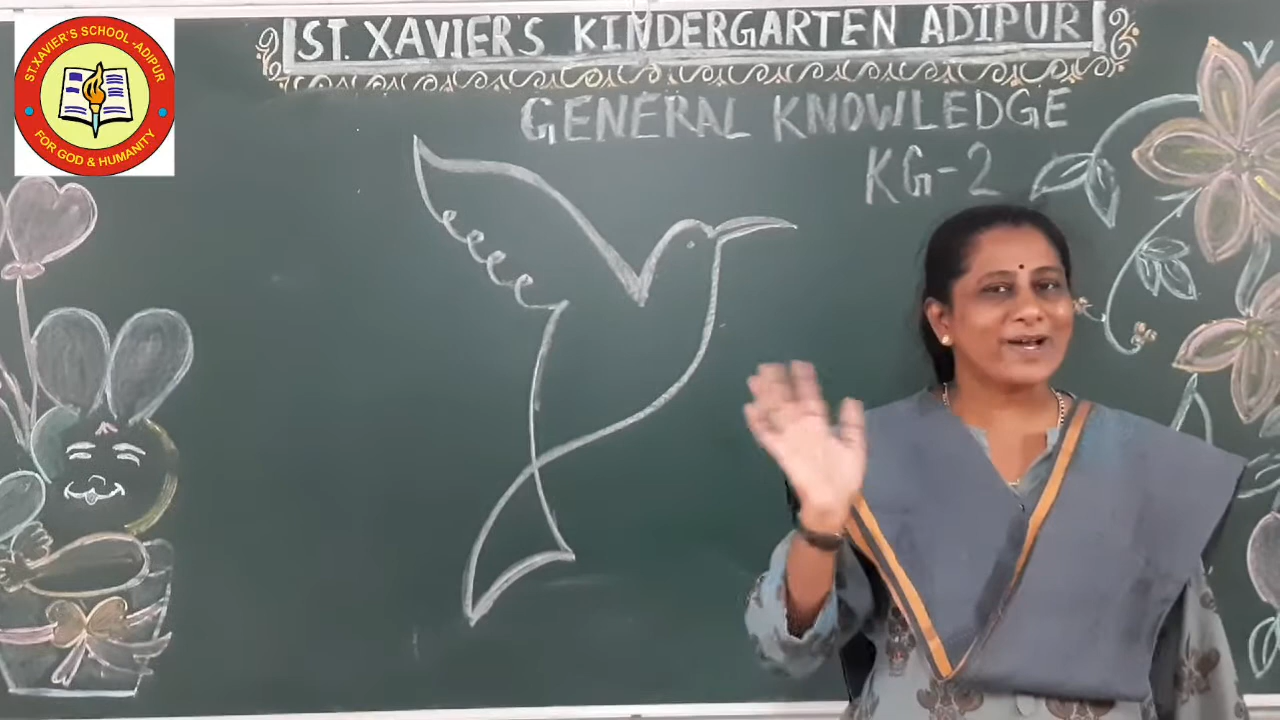 ST. XAVIER'S KINDERGARTEN ADIPUR
GENERAL KNOWLEDGE
KG-2
ST.XAVIER'S SCHOOL-ADIPUR
FOR GOD & HUMANITY